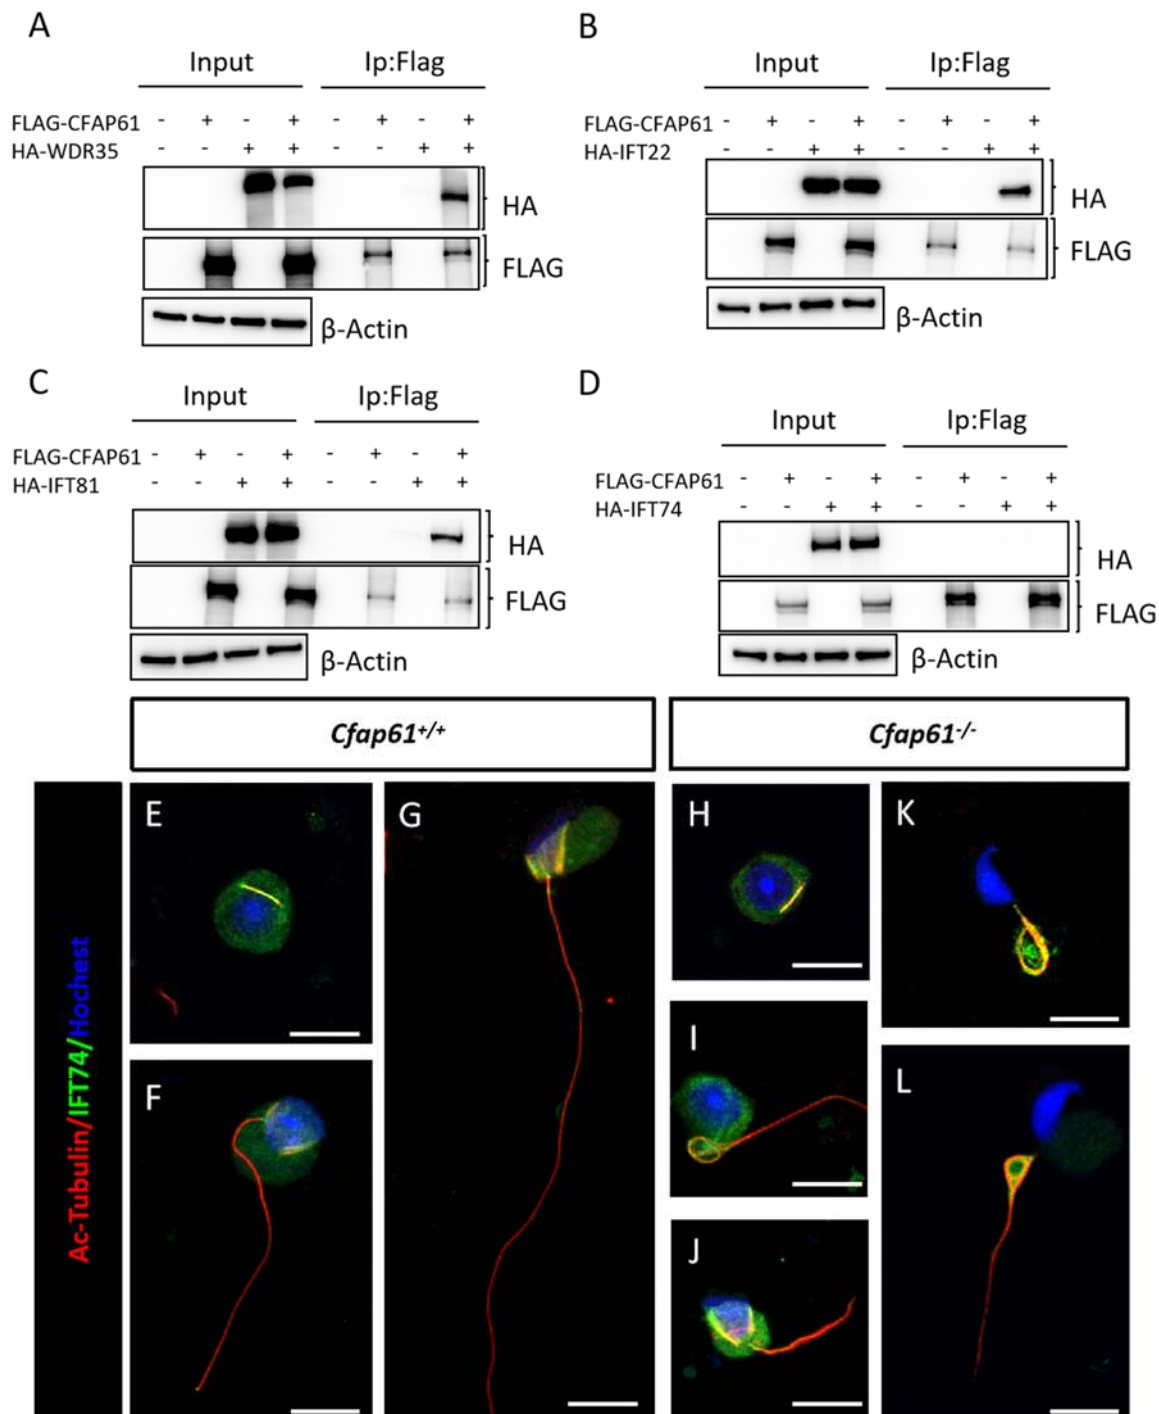 A
Input Ip:Flag
FLAG-CFAP61 - + - + - + - +
HA-WDR35 - - + + - - + +
HA
FLAG
β-Actin
B
Input Ip:Flag
FLAG-CFAP61 - + - + - + - +
HA-IFT22 - - + + - - + +
HA
FLAG
β-Actin
C
Input Ip:Flag
FLAG-CFAP61 - + - + - + - +
HA-IFT81 - - + + - - + +
HA
FLAG
β-Actin
D
Input Ip:Flag
FLAG-CFAP61 - + - + - + - +
HA-IFT74 - - + + - - + +
HA
FLAG
β-Actin
Cfap61+/+
Cfap61-/-
Ac-Tubulin/IFT74/Hochest
E
F
G
H
I
J
K
L